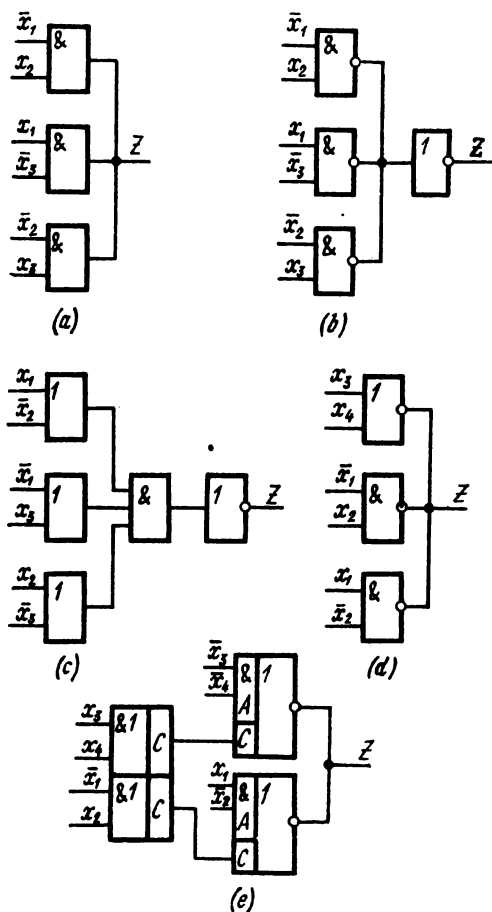 x̄₁ &
x₂
x₁ & Z
x̄₃
x̄₂ &
x₃
(a)
x̄₁ &
x₂
x₁ & 1 Z
x̄₃
x̄₂ &
x₃
(b)
x₁ 1
x̄₂
x̄₁ 1 & 1 Z
x₃
x₂ 1
x̄₃
(c)
x₃ 1
x₄
x̄₁ & Z
x₂
x₁ &
x̄₂
(d)
x̄₃ & 1
x̄₄ A
x₃ &1 C C
x₄
Z
x̄₁ &1 C x₁ & 1
x₂ x̄₂ A
C
(e)